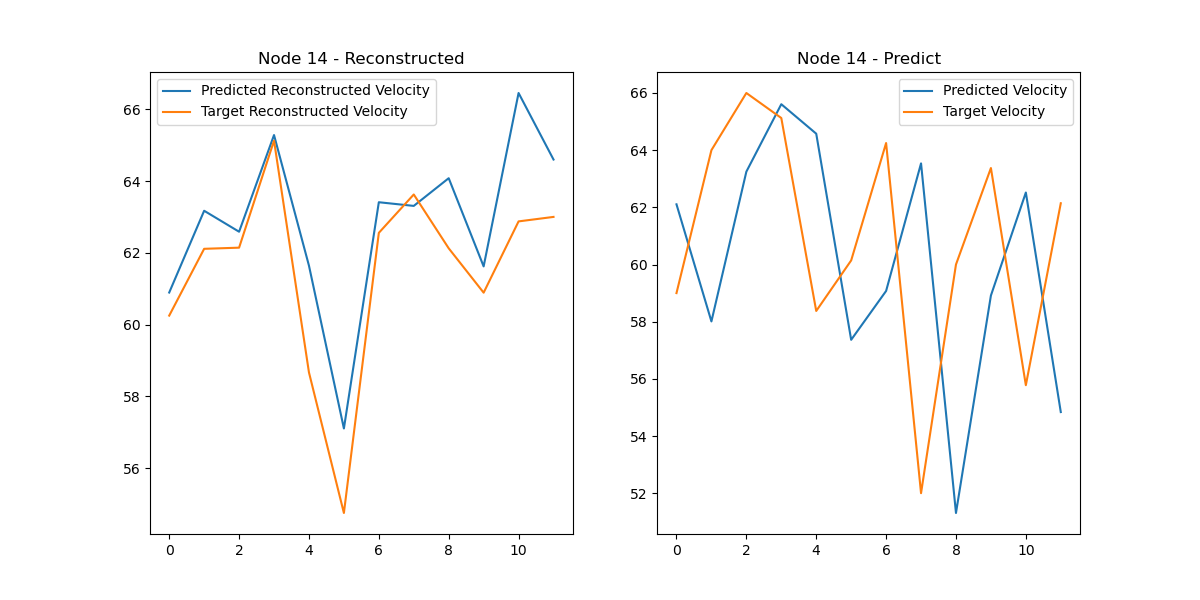 Node 14 - Reconstructed
Predicted Reconstructed Velocity
Target Reconstructed Velocity
66
64
62
60
58
56
0 2 4 6 8 10
Node 14 - Predict
Predicted Velocity
Target Velocity
66
64
62
60
58
56
54
52
0 2 4 6 8 10